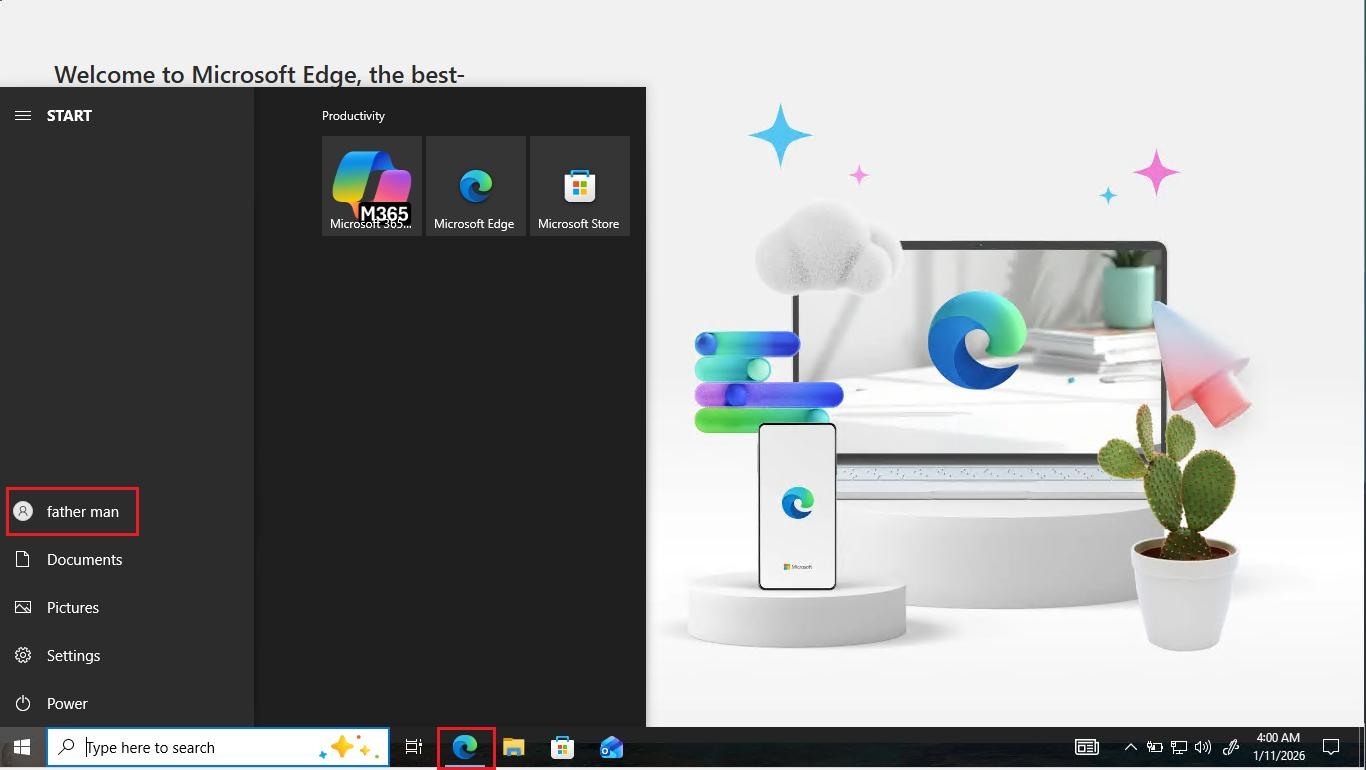 Welcome to Microsoft Edge, the best-
START
Productivity
M365
Microsoft 365...
Microsoft Edge
Microsoft Store
father man
Documents
Pictures
Settings
Power
Microsoft
Type here to search
4:00 AM
1/11/2026